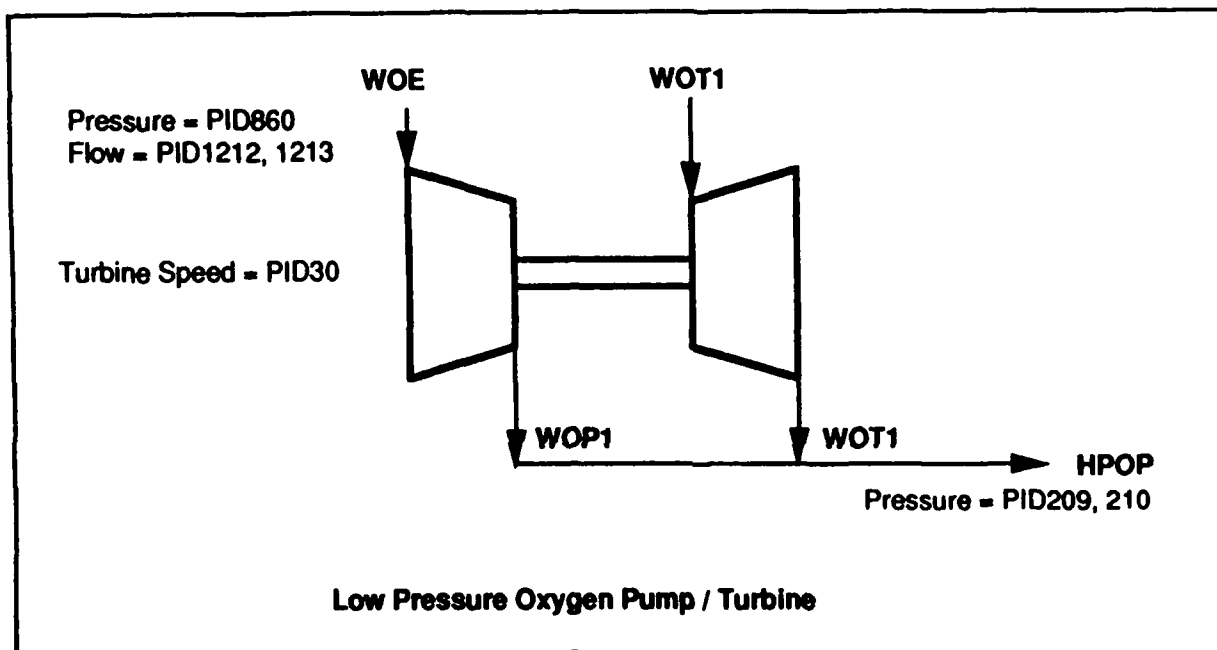 WOE
WOT1
Pressure = PID860
Flow = PID1212, 1213
Turbine Speed = PID30
WOP1
WOT1
HPOP
Pressure = PID209, 210
Low Pressure Oxygen Pump / Turbine